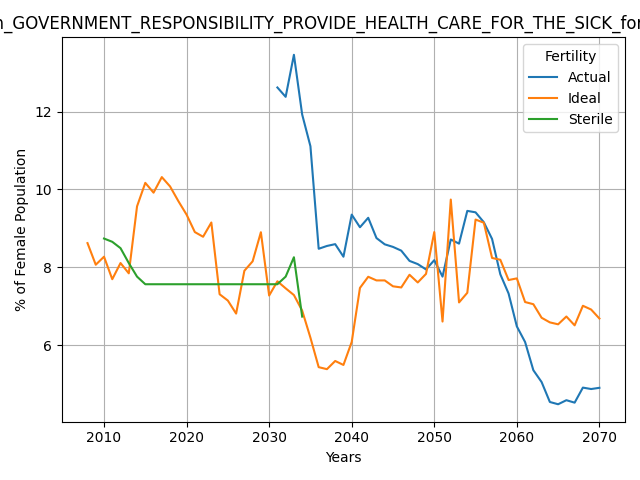 GOVERNMENT_RESPONSIBILITY_PROVIDE_HEALTH_CARE_FOR_THE_SICK_for
Fertility
Actual
Ideal
Sterile
% of Female Population
12
10
8
6
2010 2020 2030 2040 2050 2060 2070
Years